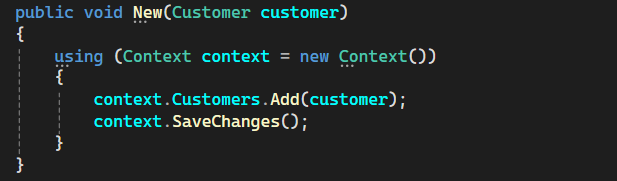 public void New(Customer customer)
{
    using (Context context = new Context())
    {
        context.Customers.Add(customer);
        context.SaveChanges();
    }
}